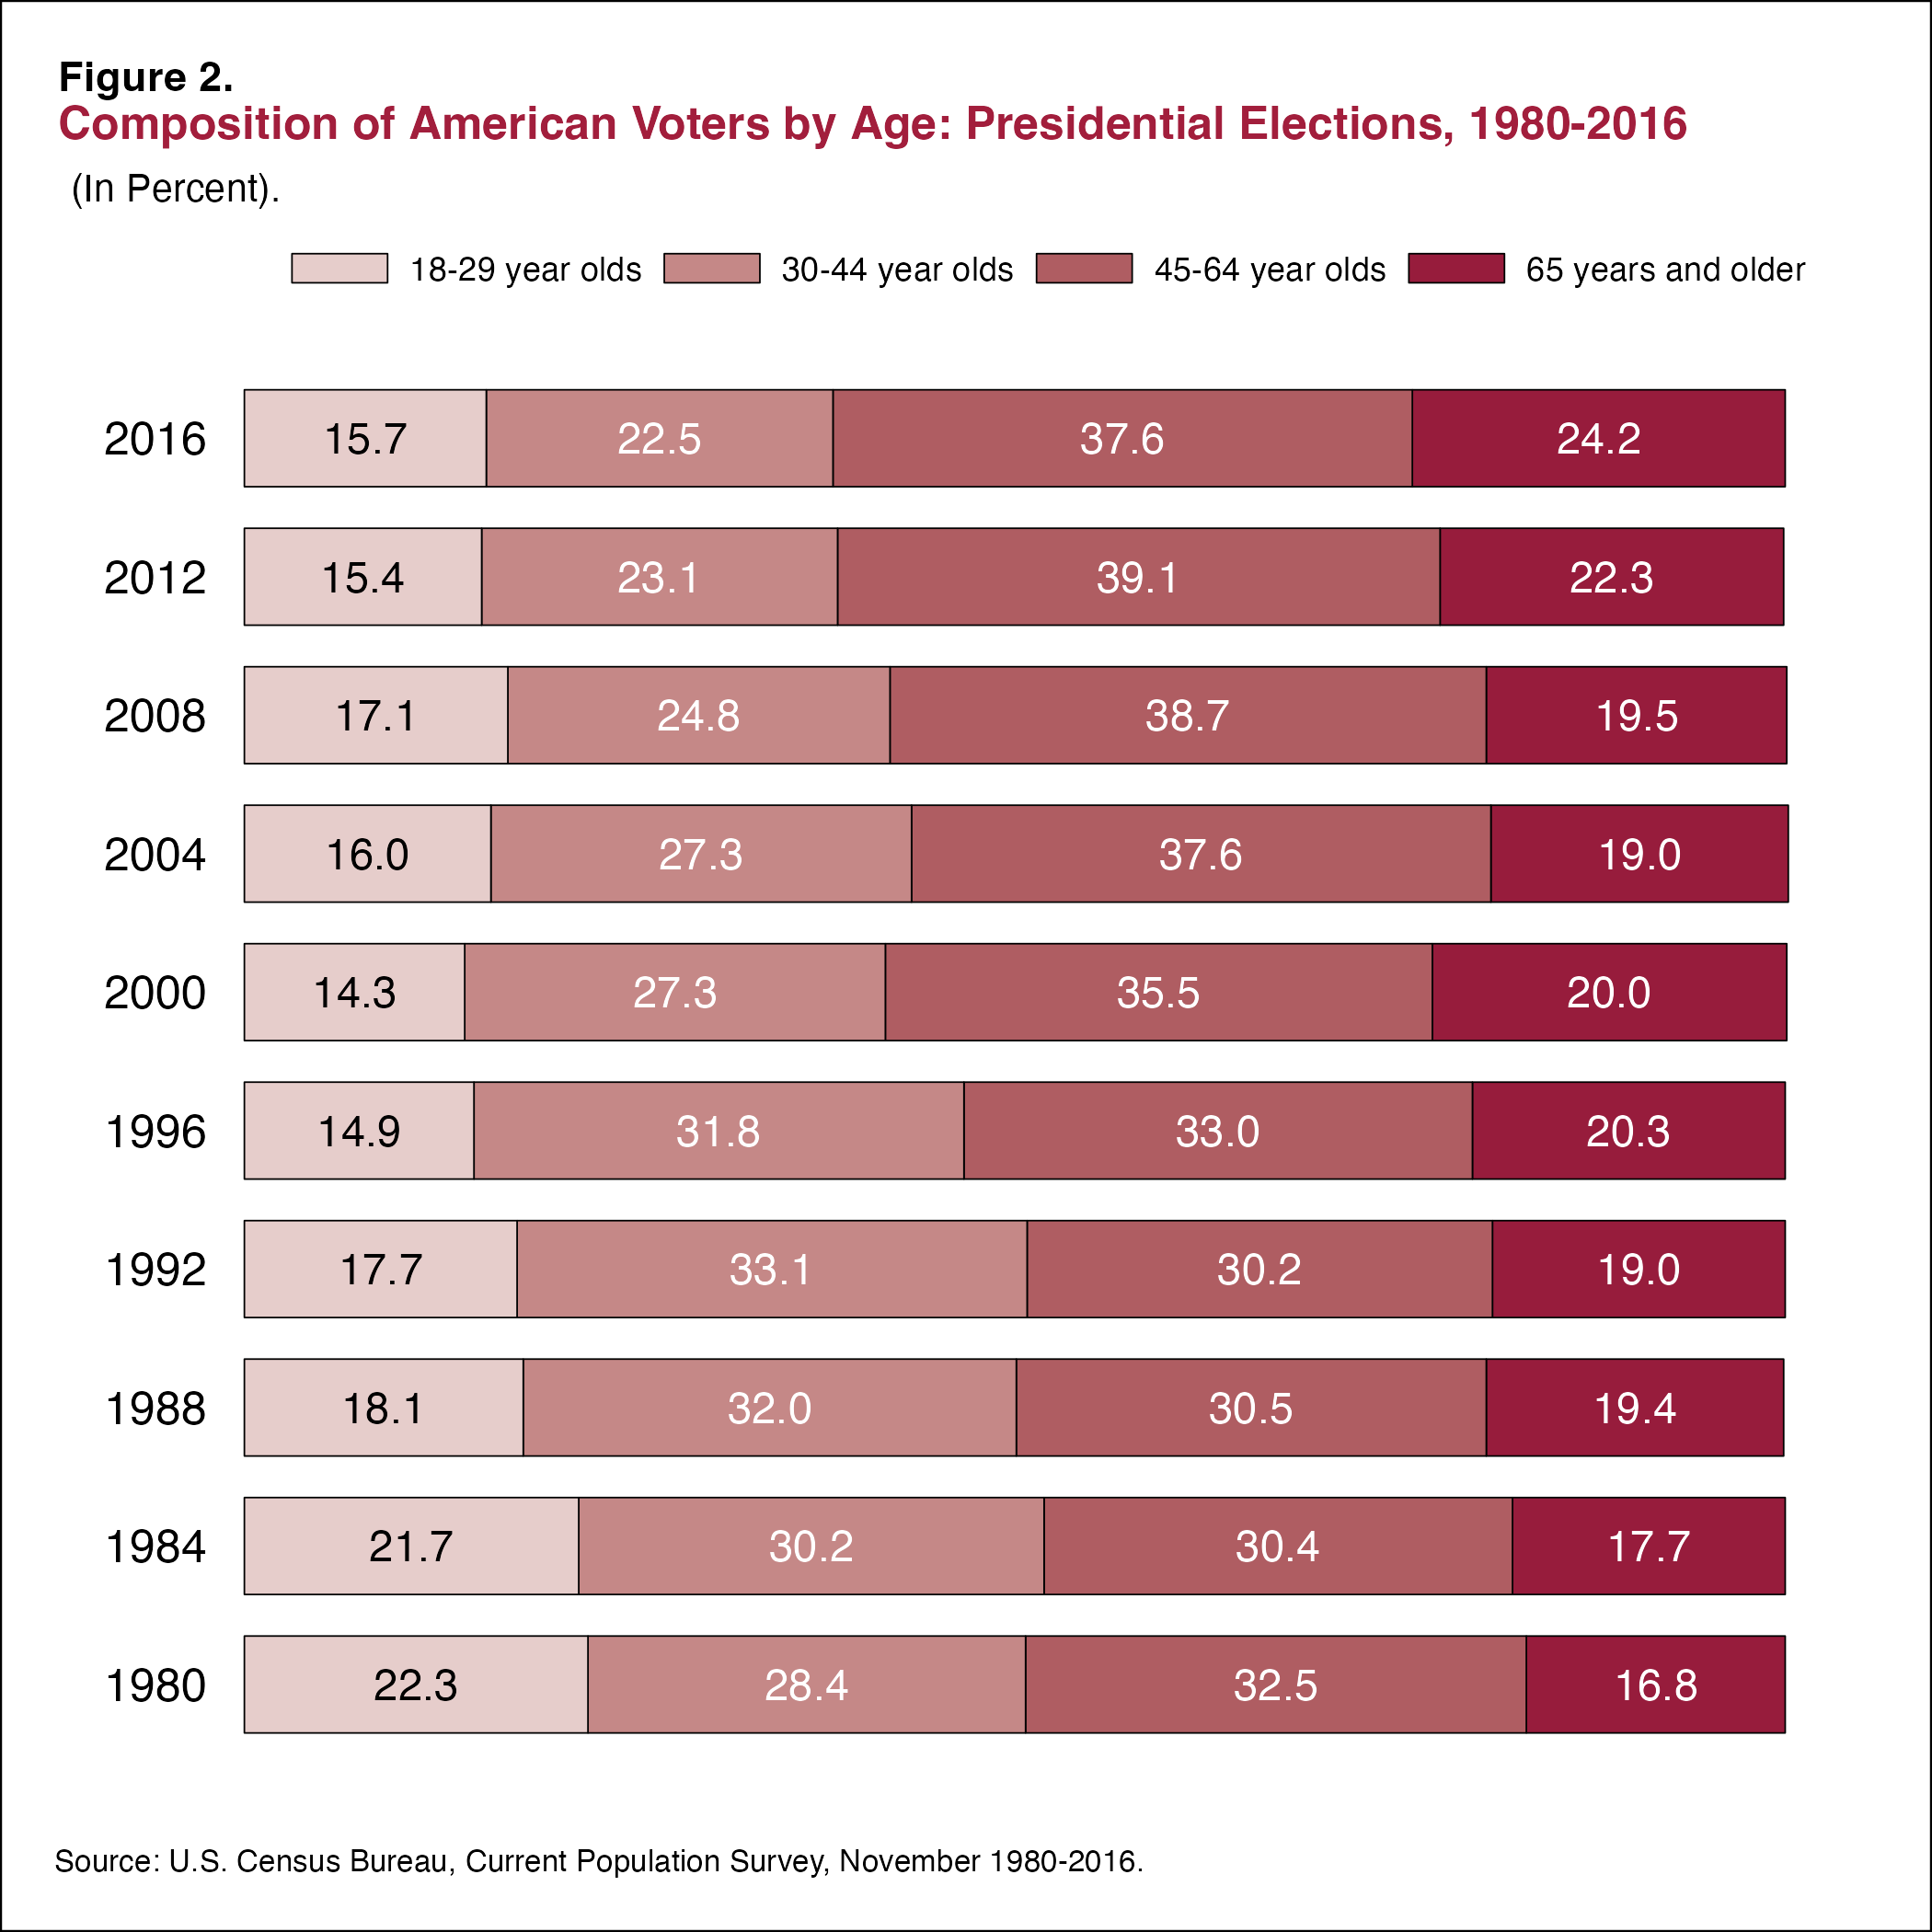 Figure 2.
Composition of American Voters by Age: Presidential Elections, 1980-2016
(In Percent).
18-29 year olds 30-44 year olds 45-64 year olds 65 years and older
2016 15.7 22.5 37.6 24.2
2012 15.4 23.1 39.1 22.3
2008 17.1 24.8 38.7 19.5
2004 16.0 27.3 37.6 19.0
2000 14.3 27.3 35.5 20.0
1996 14.9 31.8 33.0 20.3
1992 17.7 33.1 30.2 19.0
1988 18.1 32.0 30.5 19.4
1984 21.7 30.2 30.4 17.7
1980 22.3 28.4 32.5 16.8
Source: U.S. Census Bureau, Current Population Survey, November 1980-2016.